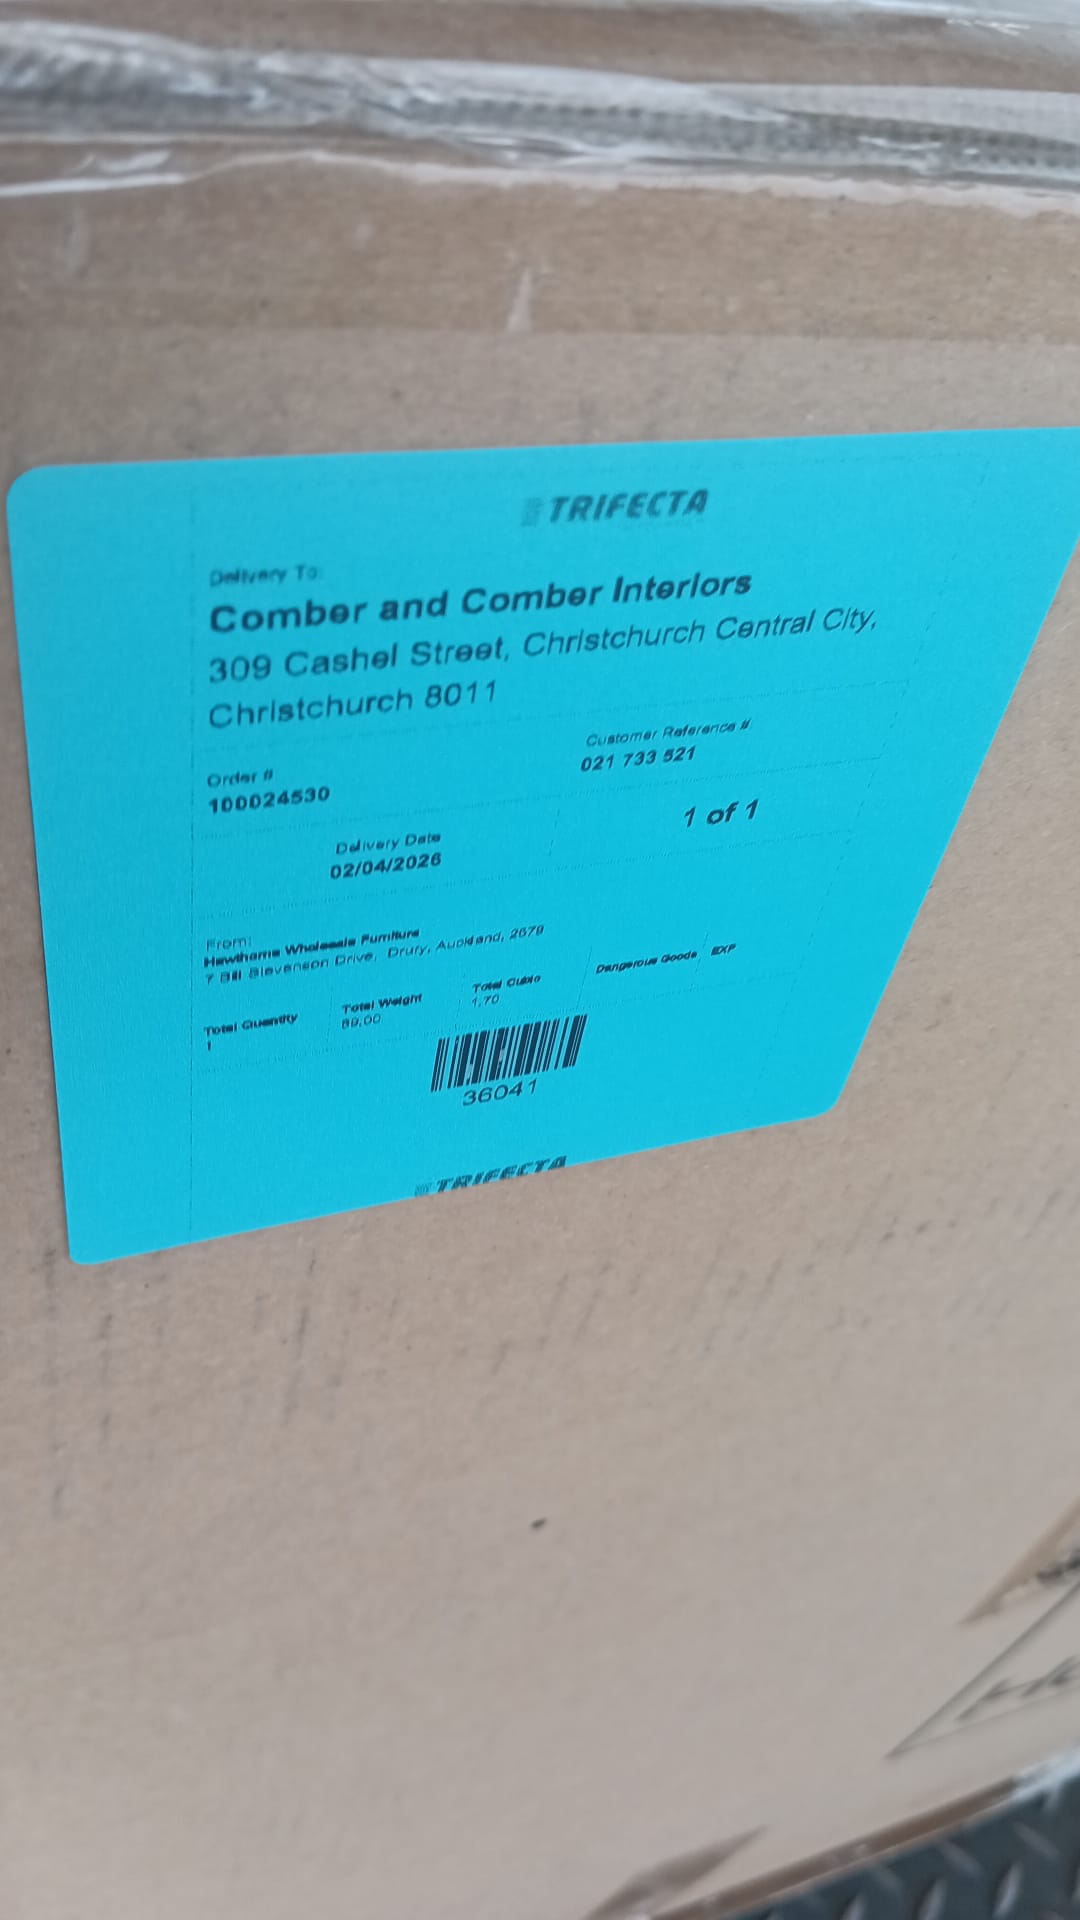 TRIFECTA
Delivery To:
Comber and Comber Interiors
309 Cashel Street, Christchurch Central City,
Christchurch 8011
Order #
100024530
Customer Reference #:
021 733 521
Delivery Date
02/04/2026
1 of 1
From:
Hawthorne Wholesale Furniture
7 Bill Stevenson Drive, Drury, Auckland, 2579
Total Quantity
1
Total Weight
89.00
Total Cubic
1.70
Dangerous Goods
EXP
36041
TRIFECTA